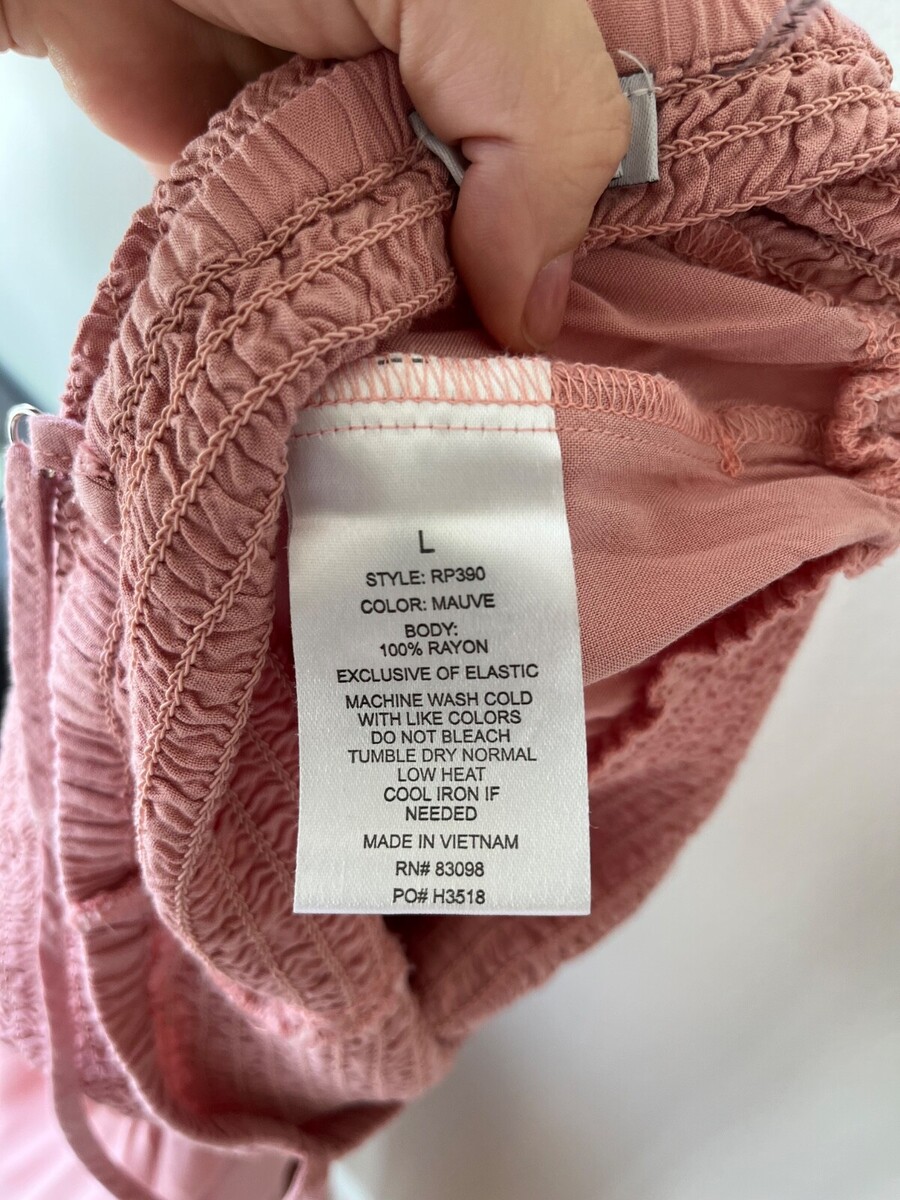 L
STYLE: RP390
COLOR: MAUVE
BODY:
100% RAYON
EXCLUSIVE OF ELASTIC
MACHINE WASH COLD
WITH LIKE COLORS
DO NOT BLEACH
TUMBLE DRY NORMAL
LOW HEAT
COOL IRON IF
NEEDED
MADE IN VIETNAM
RN# 83098
PO# H3518